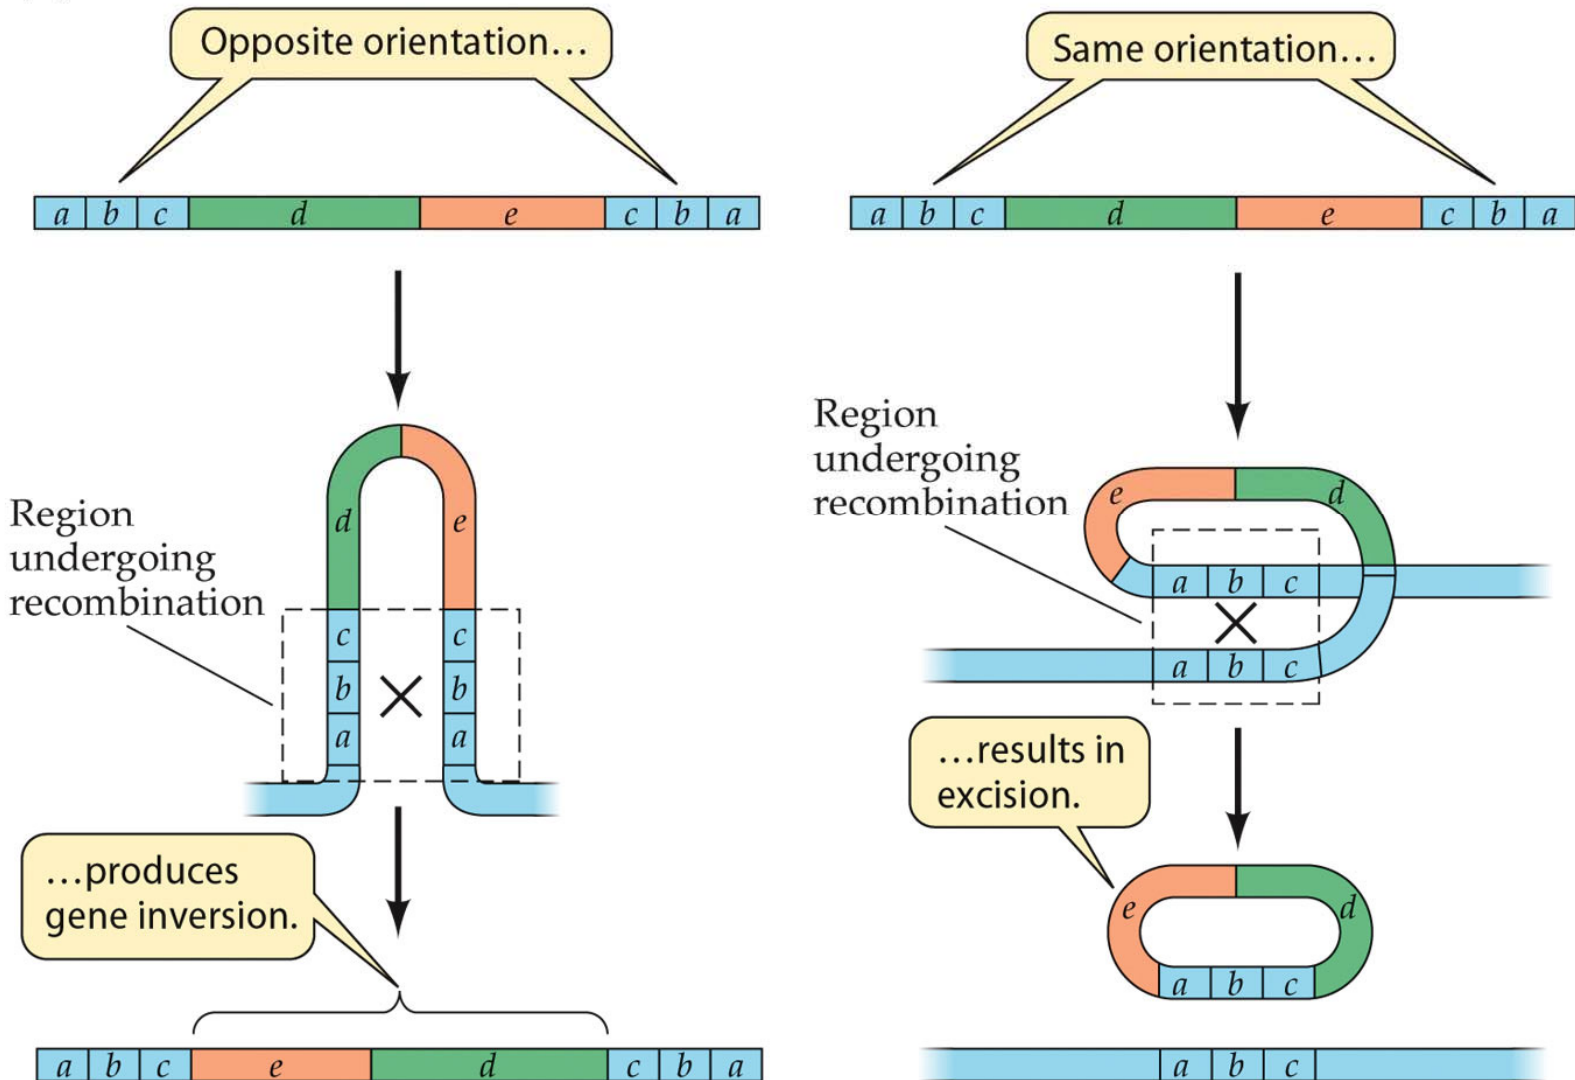 Opposite orientation…
a b c d e c b a
Region
undergoing
recombination
d e
c c
b b
a a
…produces
gene inversion.
a b c e d c b a
Same orientation…
a b c d e c b a
Region
undergoing
recombination
e d
a b c
a b c
…results in
excision.
e d
a b c
a b c